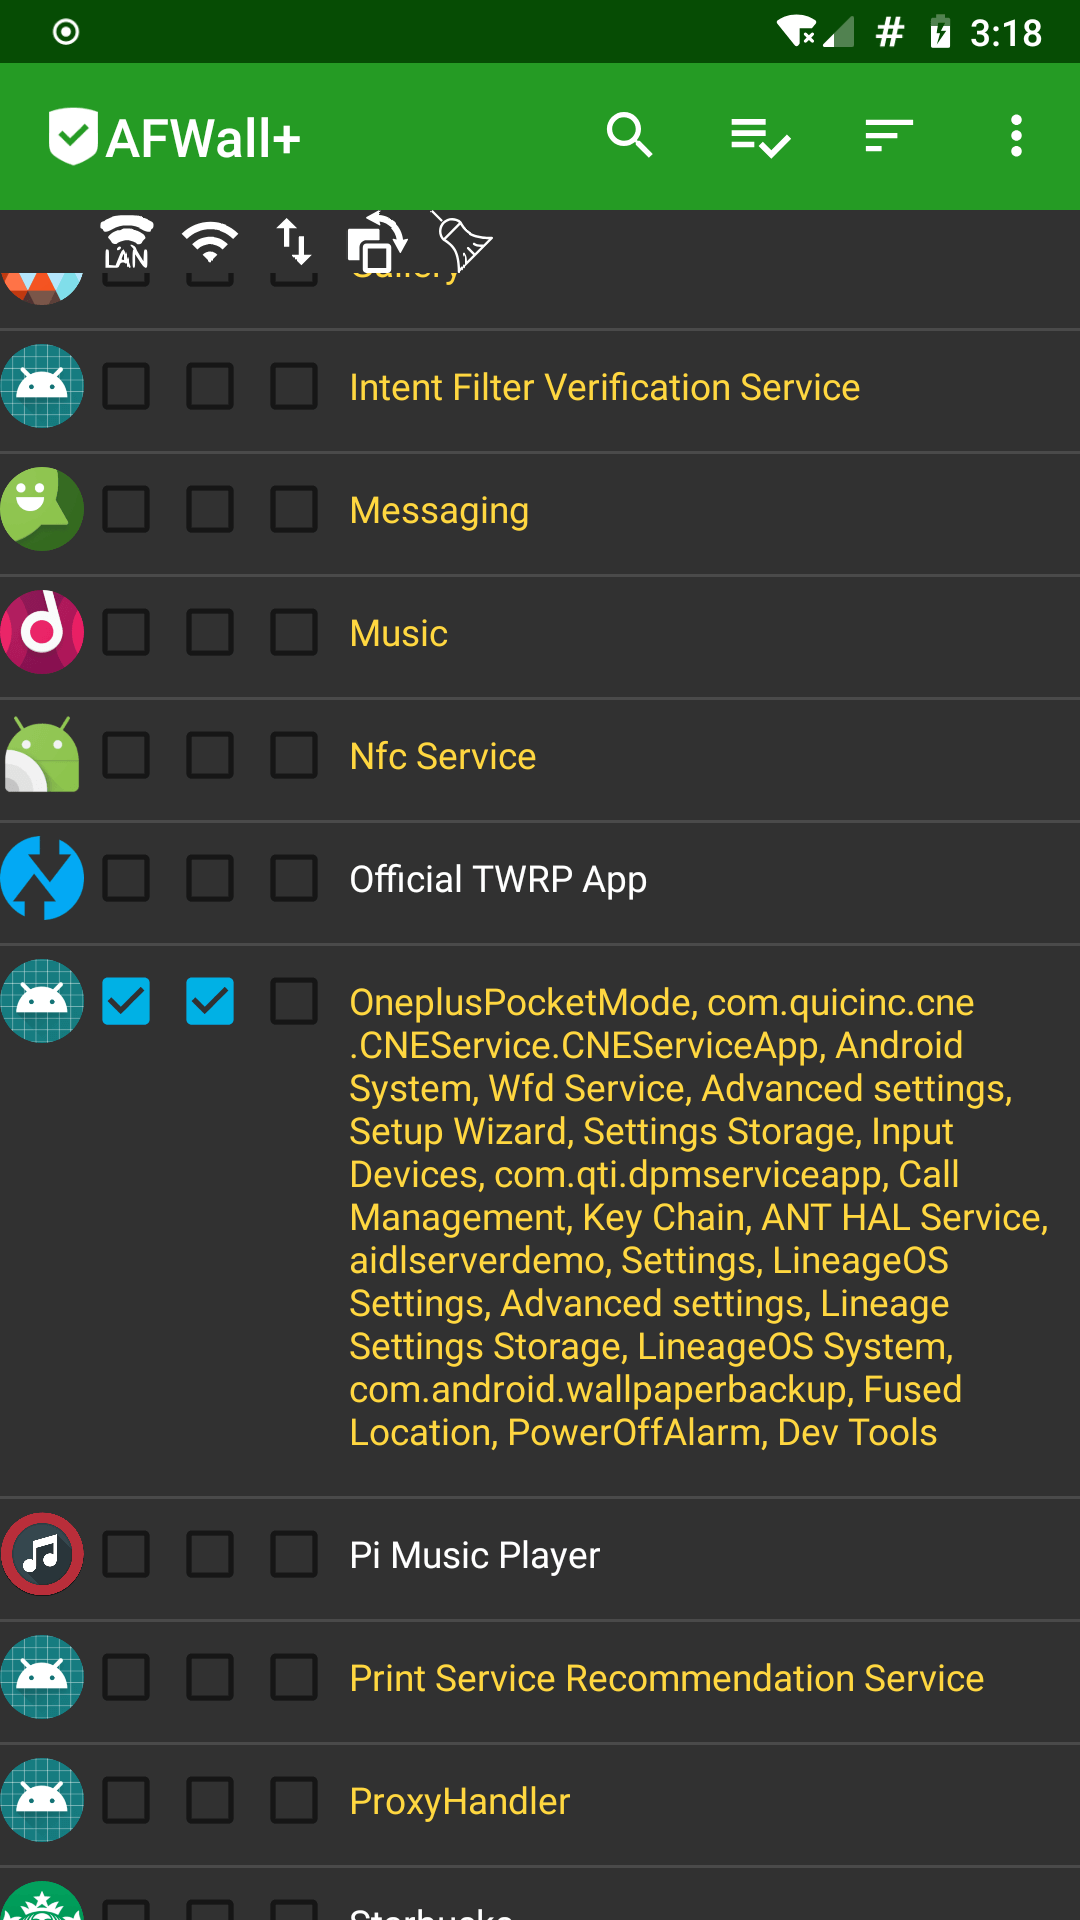 3:18
AFWall+
LAN
Gallery
Intent Filter Verification Service
Messaging
Music
Nfc Service
Official TWRP App
OneplusPocketMode, com.quicinc.cne
.CNEService.CNEServiceApp, Android
System, Wfd Service, Advanced settings,
Setup Wizard, Settings Storage, Input
Devices, com.qti.dpmserviceapp, Call
Management, Key Chain, ANT HAL Service,
aidlserverdemo, Settings, LineageOS
Settings, Advanced settings, Lineage
Settings Storage, LineageOS System,
com.android.wallpaperbackup, Fused
Location, PowerOffAlarm, Dev Tools
Pi Music Player
Print Service Recommendation Service
ProxyHandler
Starbucks